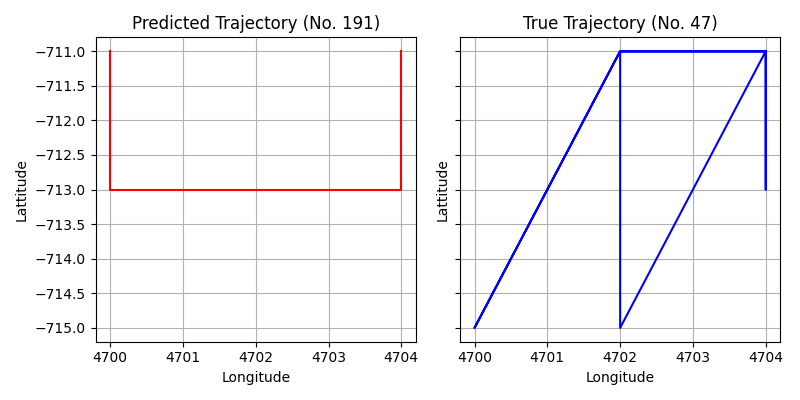 Predicted Trajectory (No. 191)
True Trajectory (No. 47)
Lattitude
−711.0
−711.5
−712.0
−712.5
−713.0
−713.5
−714.0
−714.5
−715.0
4700 4701 4702 4703 4704
Longitude
Lattitude
4700 4701 4702 4703 4704
Longitude